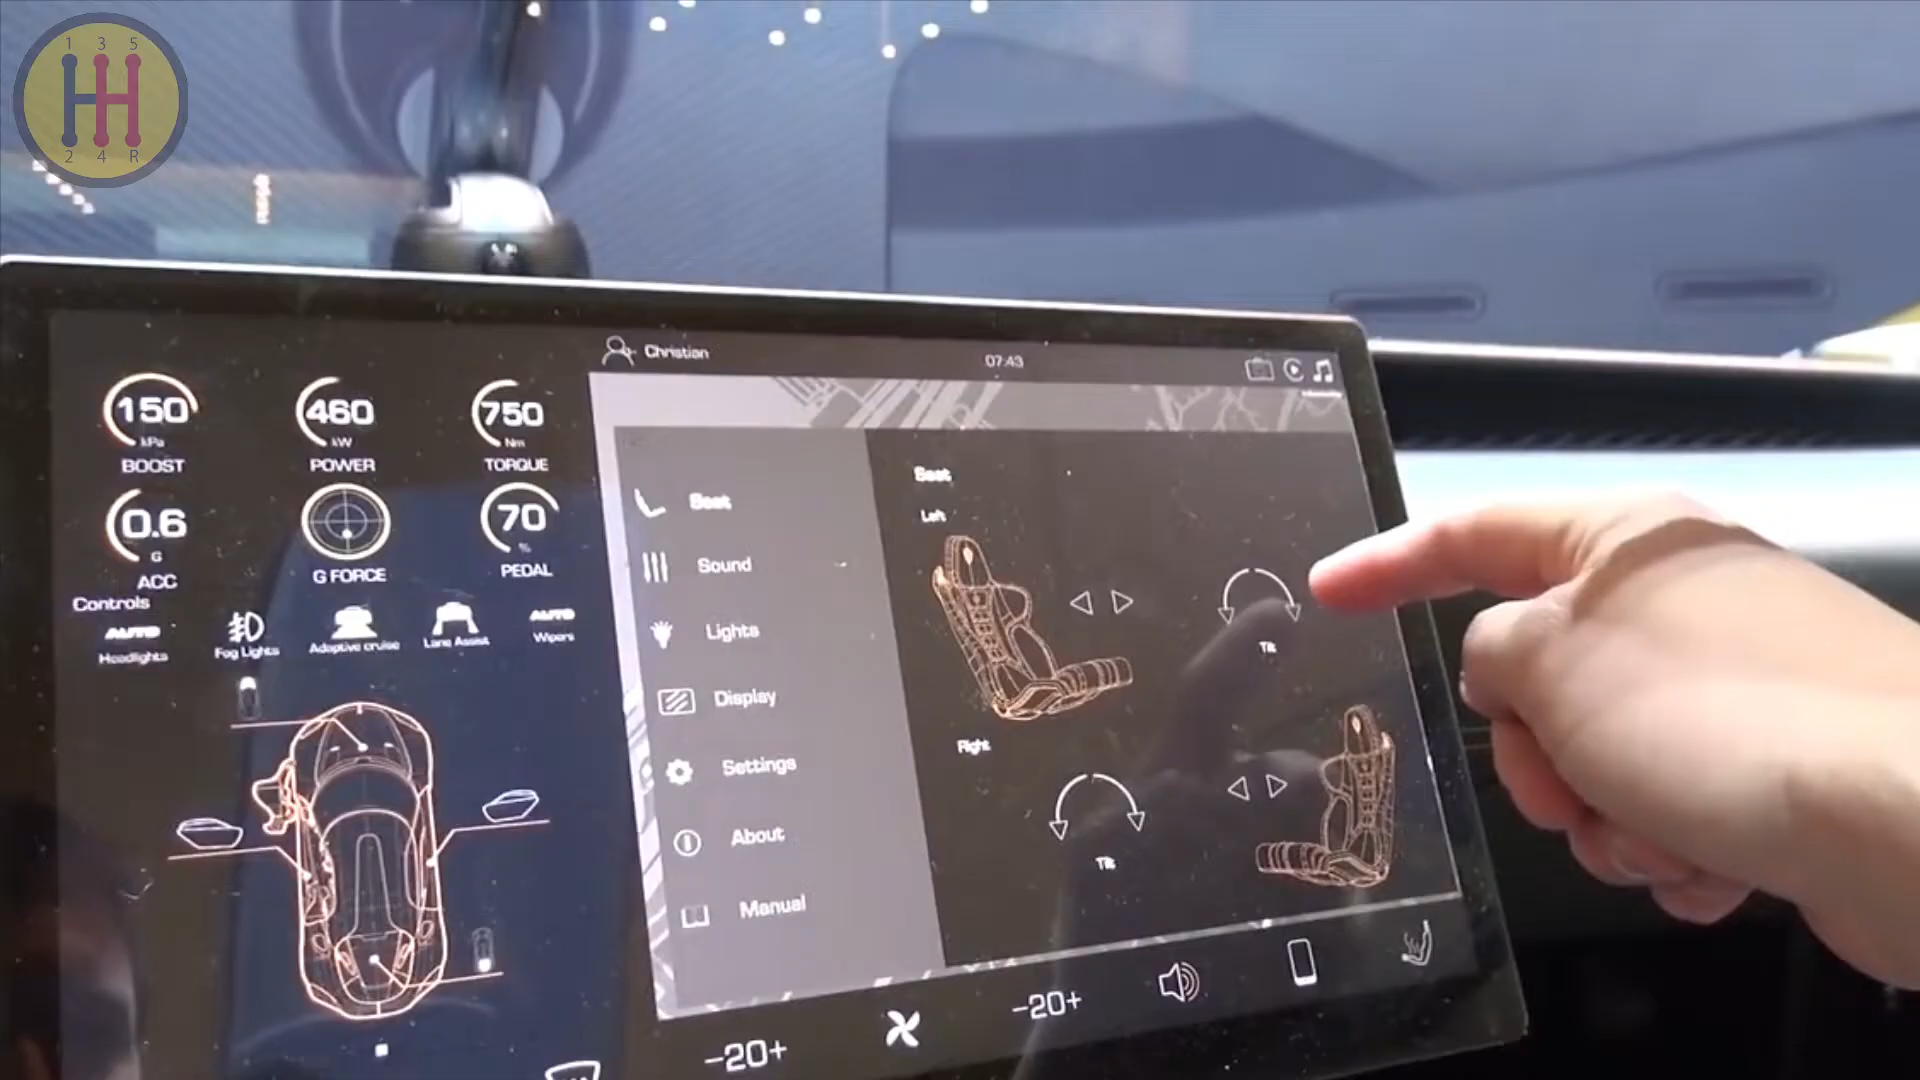 1 3 5
2 4 R
Christian
07:43
150
kPa
BOOST
460
kW
POWER
750
Nm
TORQUE
0.6
G
ACC
G FORCE
70
%
PEDAL
Controls
AUTO
Headlights
Fog Lights
Adaptive cruise
Lane Assist
AUTO
Wipers
Seat
Sound
Lights
Display
Settings
About
Manual
Seat
Left
Tilt
Right
Tilt
-20+
-20+